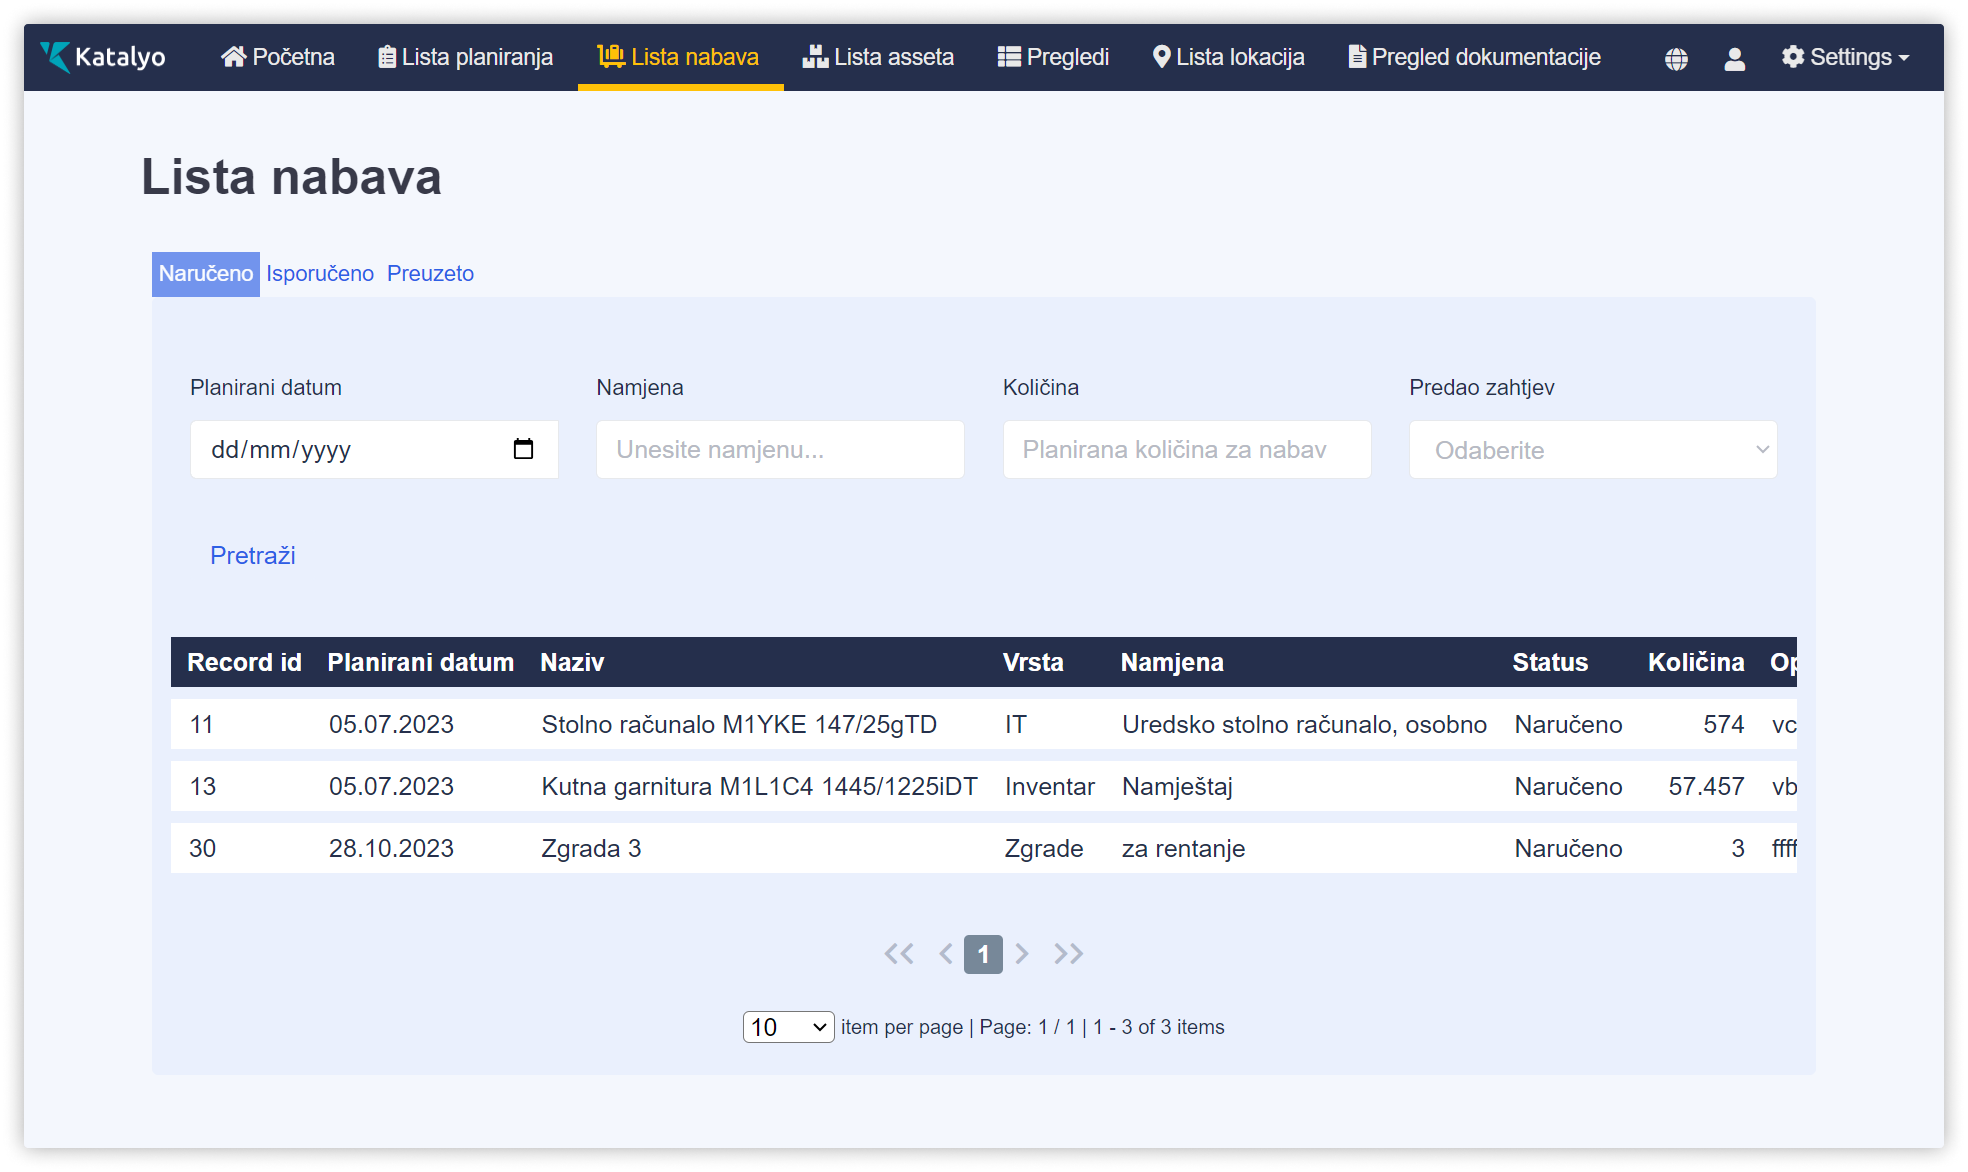 Katalyo Početna Lista planiranja Lista nabava Lista asseta Pregledi Lista lokacija Pregled dokumentacije Settings
Lista nabava
Naručeno Isporučeno Preuzeto
Planirani datum Namjena Količina Predao zahtjev
dd/mm/yyyy Unesite namjenu... Planirana količina za nabav Odaberite
Pretraži
Record id Planirani datum Naziv Vrsta Namjena Status Količina
11 05.07.2023 Stolno računalo M1YKE 147/25gTD IT Uredsko stolno računalo, osobno Naručeno 574 vc
13 05.07.2023 Kutna garnitura M1L1C4 1445/1225iDT Inventar Namještaj Naručeno 57.457 vb
30 28.10.2023 Zgrada 3 Zgrade za rentanje Naručeno 3 ffff
<< < 1 > >>
10 item per page | Page: 1 / 1 | 1 - 3 of 3 items